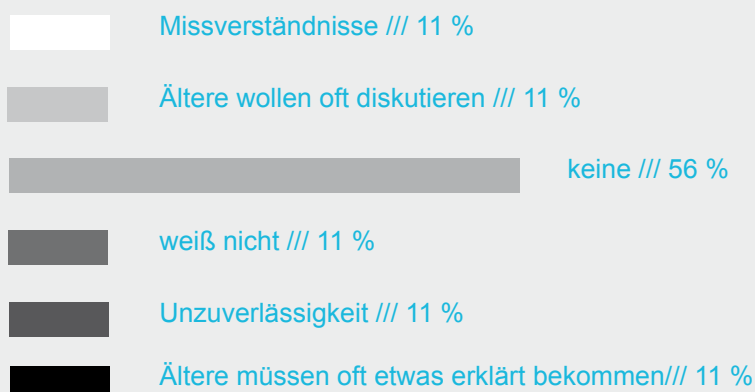 Missverständnisse /// 11 %
Ältere wollen oft diskutieren /// 11 %
keine /// 56 %
weiß nicht /// 11 %
Unzuverlässigkeit /// 11 %
Ältere müssen oft etwas erklärt bekommen/// 11 %